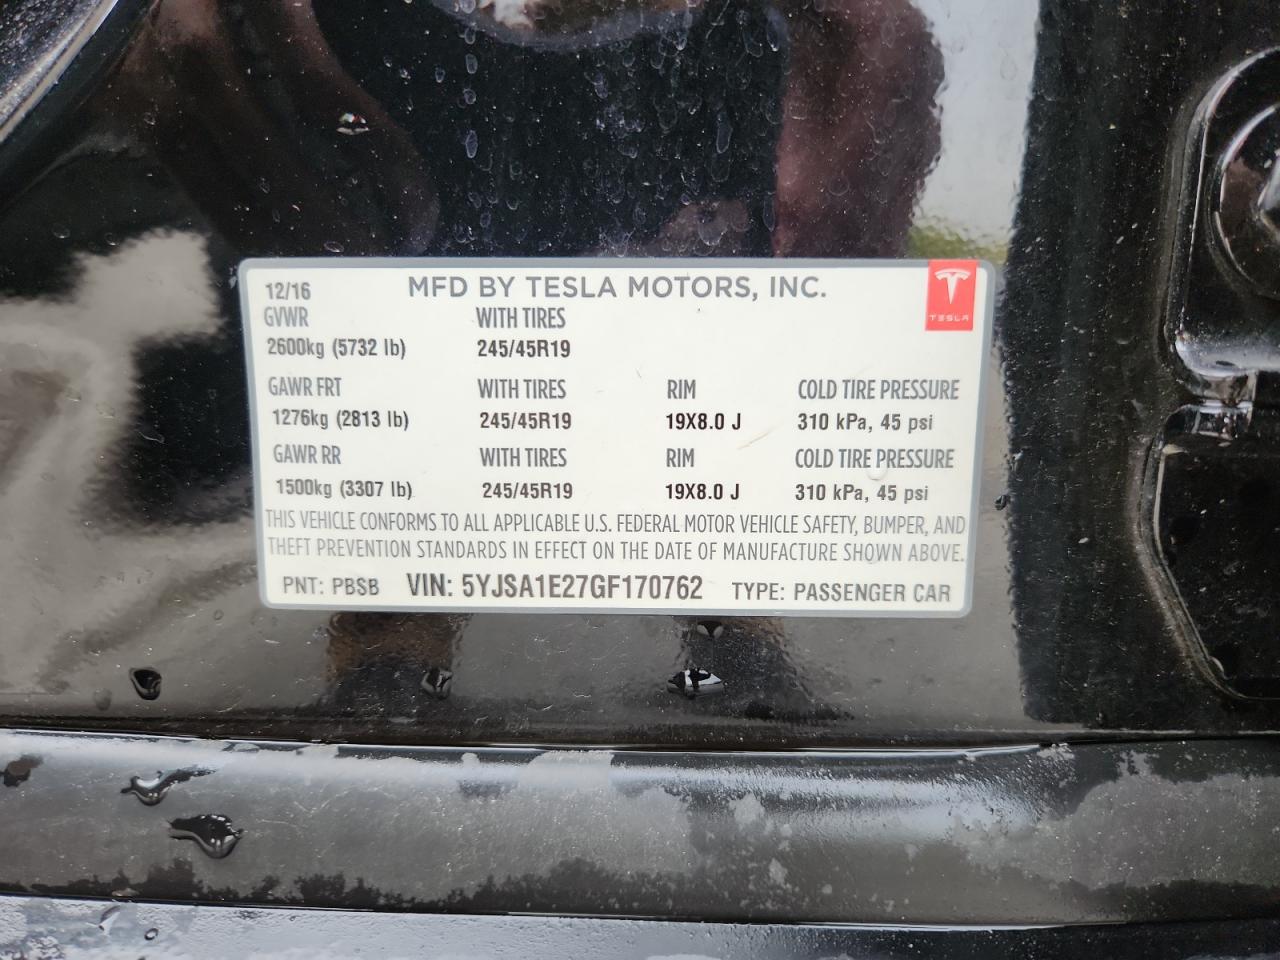 12/16 MFD BY TESLA MOTORS, INC.
TESLA
GVWR WITH TIRES
2600kg (5732 lb) 245/45R19
GAWR FRT WITH TIRES RIM COLD TIRE PRESSURE
1276kg (2813 lb) 245/45R19 19X8.0 J 310 kPa, 45 psi
GAWR RR WITH TIRES RIM COLD TIRE PRESSURE
1500kg (3307 lb) 245/45R19 19X8.0 J 310 kPa, 45 psi
THIS VEHICLE CONFORMS TO ALL APPLICABLE U.S. FEDERAL MOTOR VEHICLE SAFETY, BUMPER, AND
THEFT PREVENTION STANDARDS IN EFFECT ON THE DATE OF MANUFACTURE SHOWN ABOVE.
PNT: PBSB VIN: 5YJSA1E27GF170762 TYPE: PASSENGER CAR